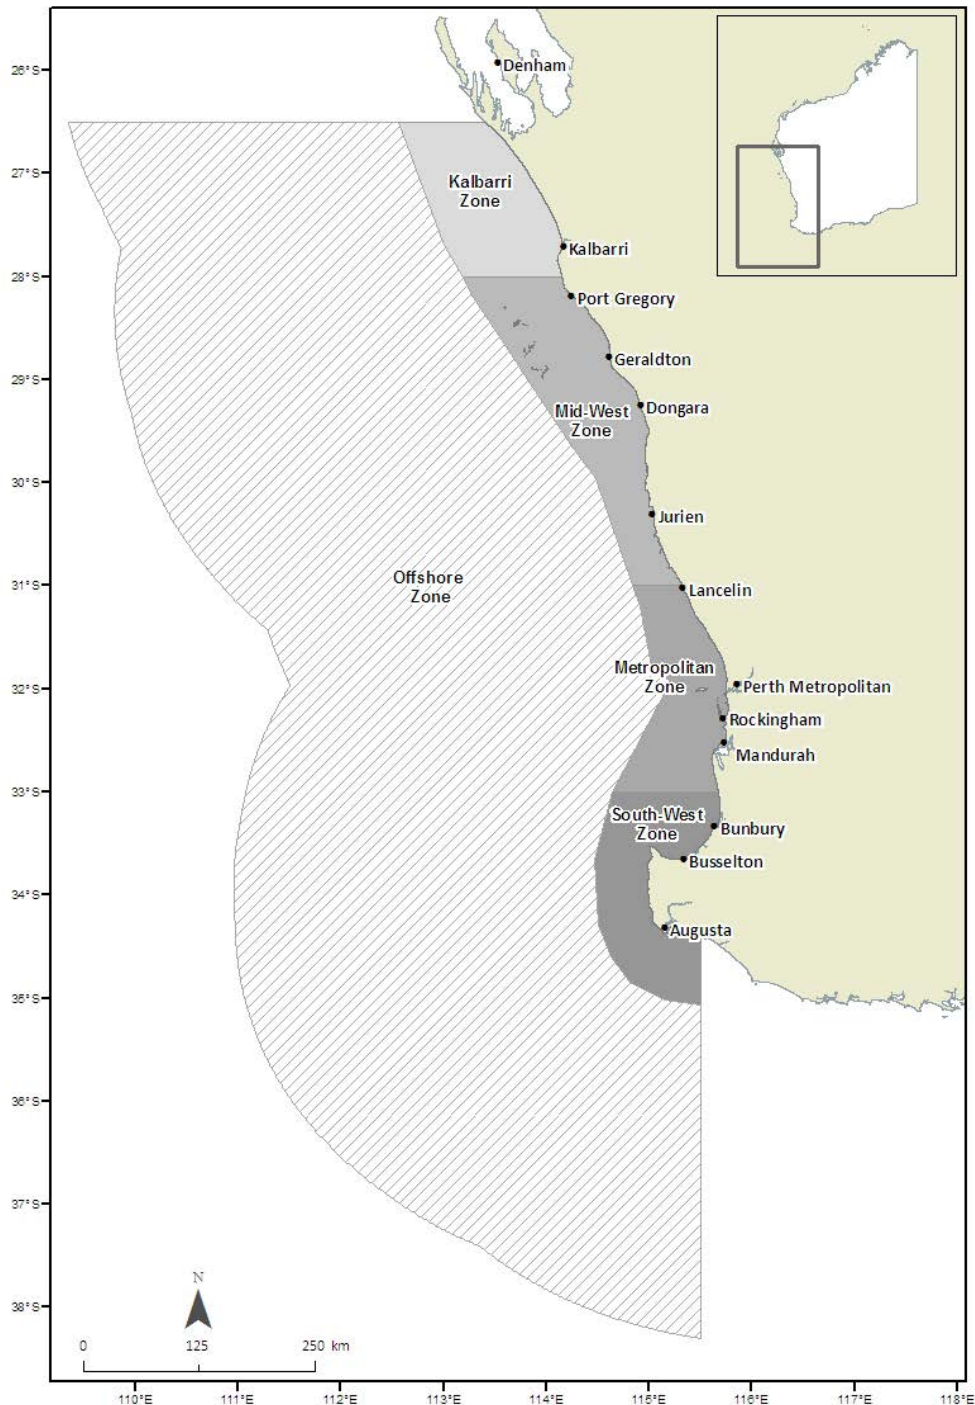 26°S
Denham
27°S
Kalbarri
Zone
Kalbarri
28°S
Port Gregory
Geraldton
29°S
Dongara
Mid-West
Zone
30°S
Jurien
Offshore
Zone
31°S
Lancelin
Metropolitan
Zone
32°S
Perth Metropolitan
Rockingham
Mandurah
33°S
South-West
Zone
Bunbury
Busselton
34°S
Augusta
35°S
36°S
37°S
N
38°S
0 125 250 km
110°E 111°E 112°E 113°E 114°E 115°E 116°E 117°E 118°E